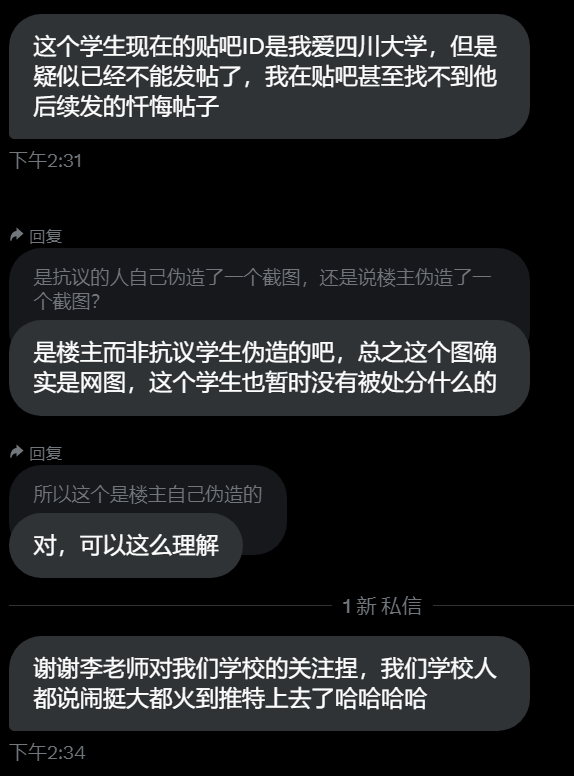 这个学生现在的贴吧ID是我爱四川大学，但是
疑似已经不能发帖了，我在贴吧甚至找不到他
后续发的忏悔帖子
下午2:31
回复
是抗议的人自己伪造了一个截图，还是说楼主伪造了一
个截图？
是楼主而非抗议学生伪造的吧，总之这个图确
实是网图，这个学生也暂时没有被处分什么的
回复
所以这个是楼主自己伪造的
对，可以这么理解
1 新 私信
谢谢李老师对我们学校的关注捏，我们学校人
都说闹挺大都火到推特上去了哈哈哈哈
下午2:34